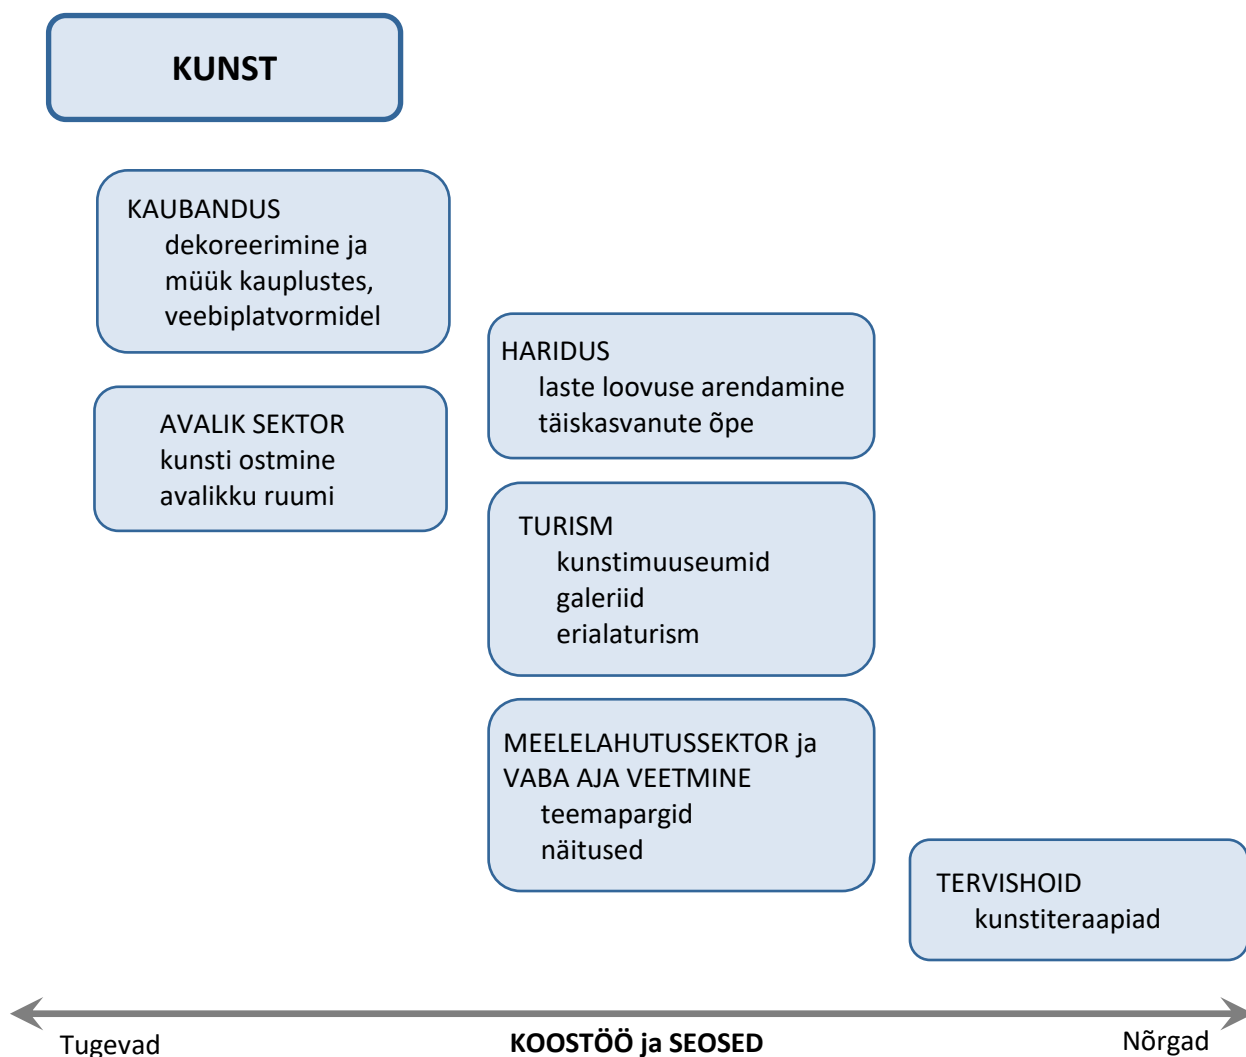 KUNST
KAUBANDUS
dekoreerimine ja
müük kauplustes,
veebiplatvormidel
AVALIK SEKTOR
kunsti ostmine
avalikku ruumi
HARIDUS
laste loovuse arendamine
täiskasvanute õpe
TURISM
kunstimuuseumid
galeriid
erialaturism
MEELELAHUTUSSEKTOR ja
VABA AJA VEETMINE
teemapargid
näitused
TERVISHOID
kunstiteraapiad
Tugevad
KOOSTÖÖ ja SEOSED
Nõrgad